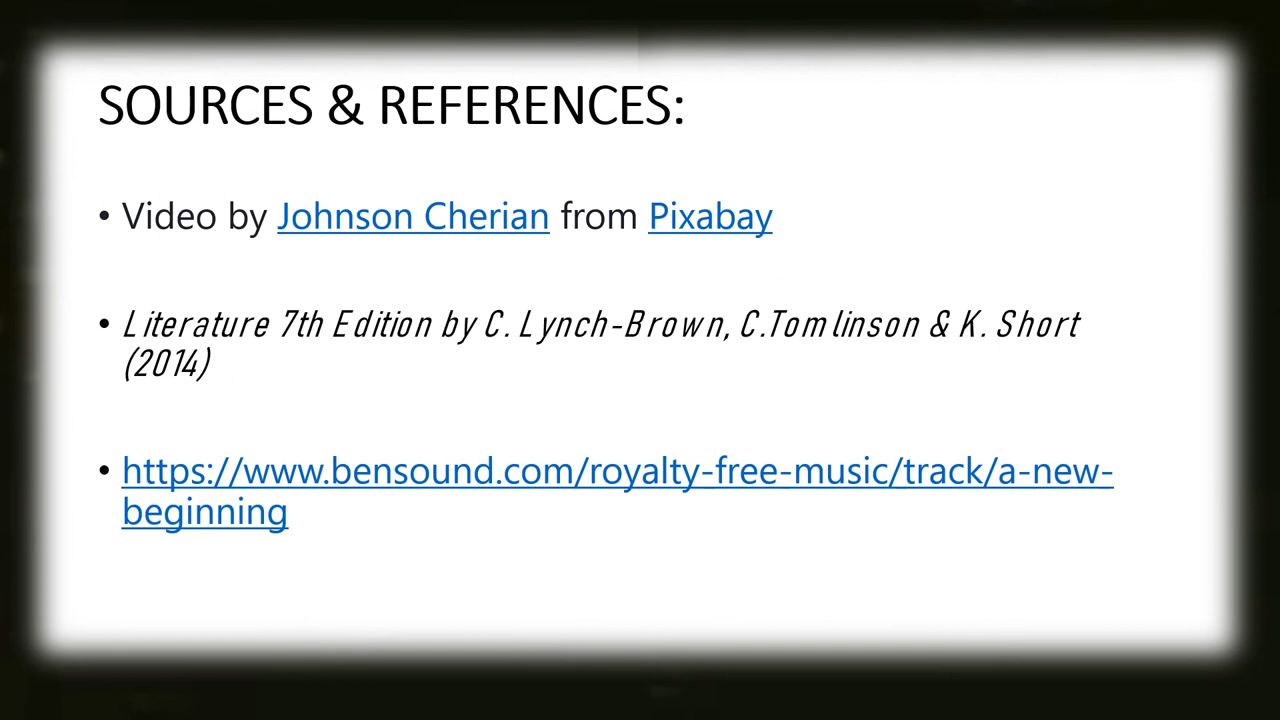 SOURCES & REFERENCES:
• Video by Johnson Cherian from Pixabay
• Literature 7th Edition by C. Lynch-Brown, C.Tomlinson & K. Short
(2014)
• https://www.bensound.com/royalty-free-music/track/a-new-
beginning